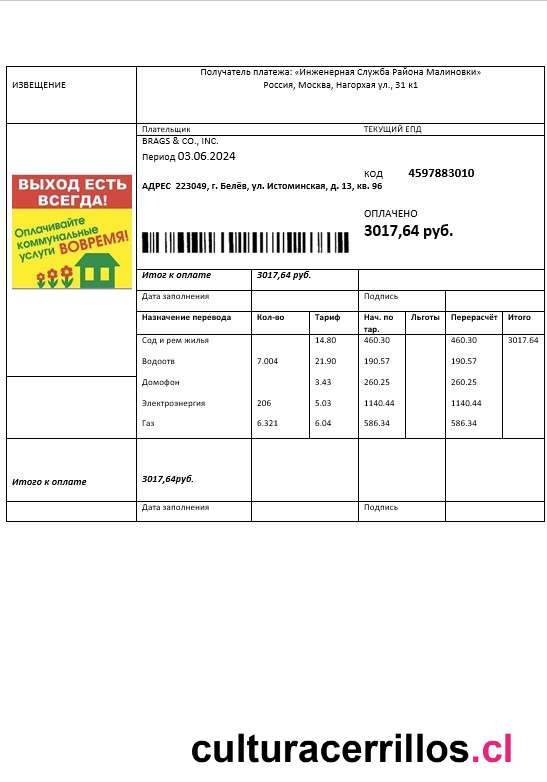 Получатель платежа: «Инженерная Служба Района Малиновки»
ИЗВЕЩЕНИЕ
Россия, Москва, Нагорхая ул., 31 к1
Плательщик ТЕКУЩИЙ ЕПД
BRAGS & CO., INC.
Период 03.06.2024
КОД 4597883010
АДРЕС 223049, г. Белёв, ул. Истоминская, д. 13, кв. 96
ВЫХОД ЕСТЬ
ВСЕГДА!
Оплачивайте
коммунальные
услуги ВОВРЕМЯ!
ОПЛАЧЕНО
3017,64 руб.
Итог к оплате 3017,64 руб.
Дата заполнения Подпись
Назначение перевода Кол-во Тариф Нач. по тар. Льготы Перерасчёт Итого
Сод и рем жилья 14.80 460.30 460.30 3017.64
Водоотв 7.004 21.90 190.57 190.57
Домофон 3.43 260.25 260.25
Электроэнергия 206 5.03 1140.44 1140.44
Газ 6.321 6.04 586.34 586.34
Итого к оплате 3017,64руб.
Дата заполнения Подпись
culturacerrillos.cl